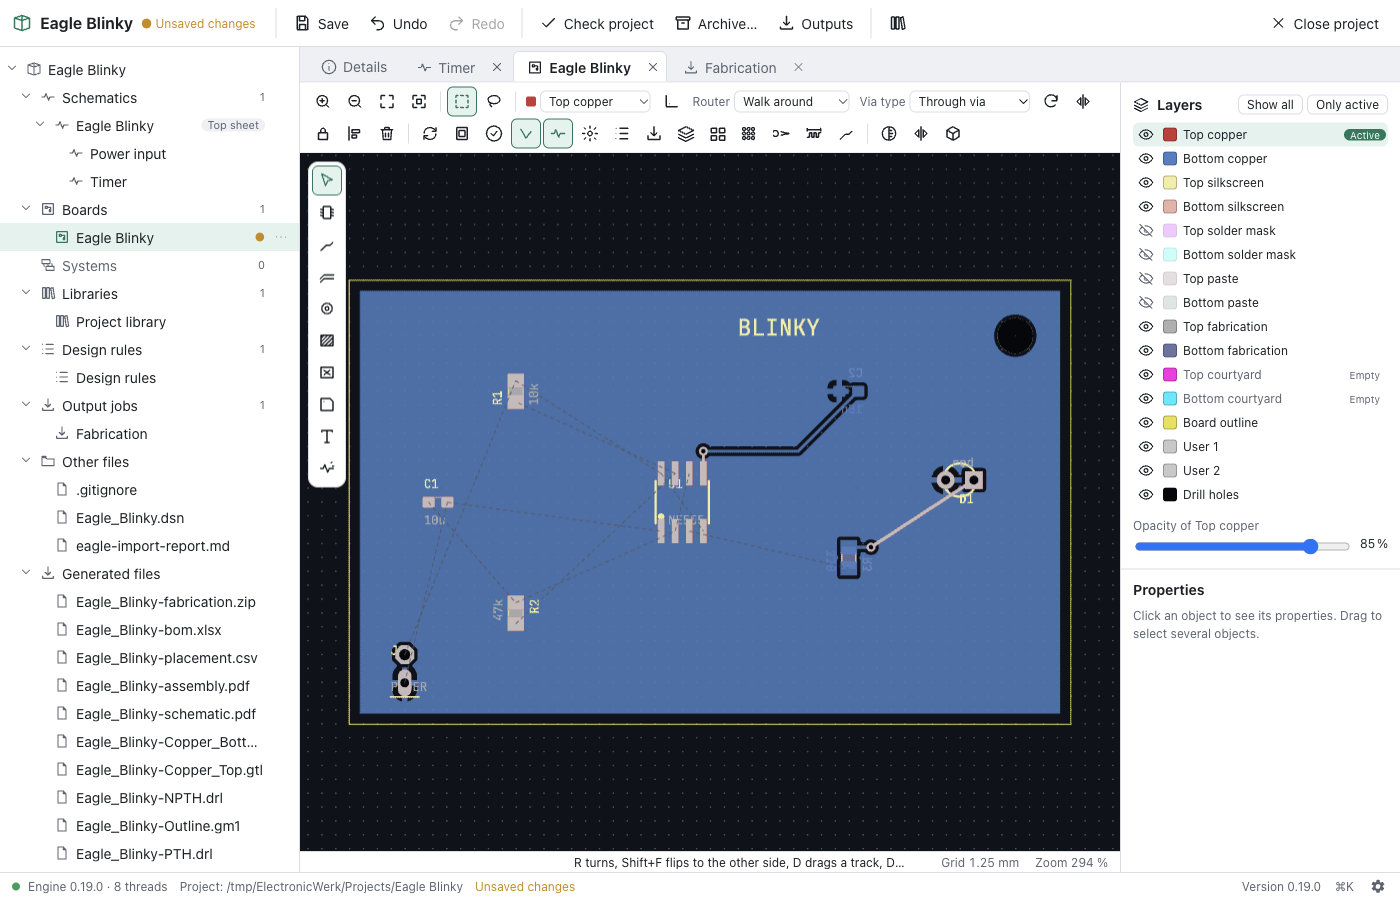 Eagle Blinky
Unsaved changes
Save
Undo
Redo
Check project
Archive...
Outputs
Close project
Eagle Blinky
Schematics 1
Eagle Blinky Top sheet
Power input
Timer
Boards 1
Eagle Blinky
Systems 0
Libraries 1
Project library
Design rules 1
Design rules
Output jobs 1
Fabrication
Other files
.gitignore
Eagle_Blinky.dsn
eagle-import-report.md
Generated files
Eagle_Blinky-fabrication.zip
Eagle_Blinky-bom.xlsx
Eagle_Blinky-placement.csv
Eagle_Blinky-assembly.pdf
Eagle_Blinky-schematic.pdf
Eagle_Blinky-Copper_Bott...
Eagle_Blinky-Copper_Top.gtl
Eagle_Blinky-NPTH.drl
Eagle_Blinky-Outline.gm1
Eagle_Blinky-PTH.drl
Details
Timer
Eagle Blinky
Fabrication
Top copper
Router Walk around
Via type Through via
BLINKY
R1
10k
C1
10u
47k
R2
D1
R turns, Shift+F flips to the other side, D drags a track, D...
Grid 1.25 mm
Zoom 294 %
Layers
Show all
Only active
Top copper Active
Bottom copper
Top silkscreen
Bottom silkscreen
Top solder mask
Bottom solder mask
Top paste
Bottom paste
Top fabrication
Bottom fabrication
Top courtyard Empty
Bottom courtyard Empty
Board outline
User 1
User 2
Drill holes
Opacity of Top copper
85 %
Properties
Click an object to see its properties. Drag to
select several objects.
Engine 0.19.0 · 8 threads
Project: /tmp/ElectronicWerk/Projects/Eagle Blinky
Unsaved changes
Version 0.19.0
⌘K